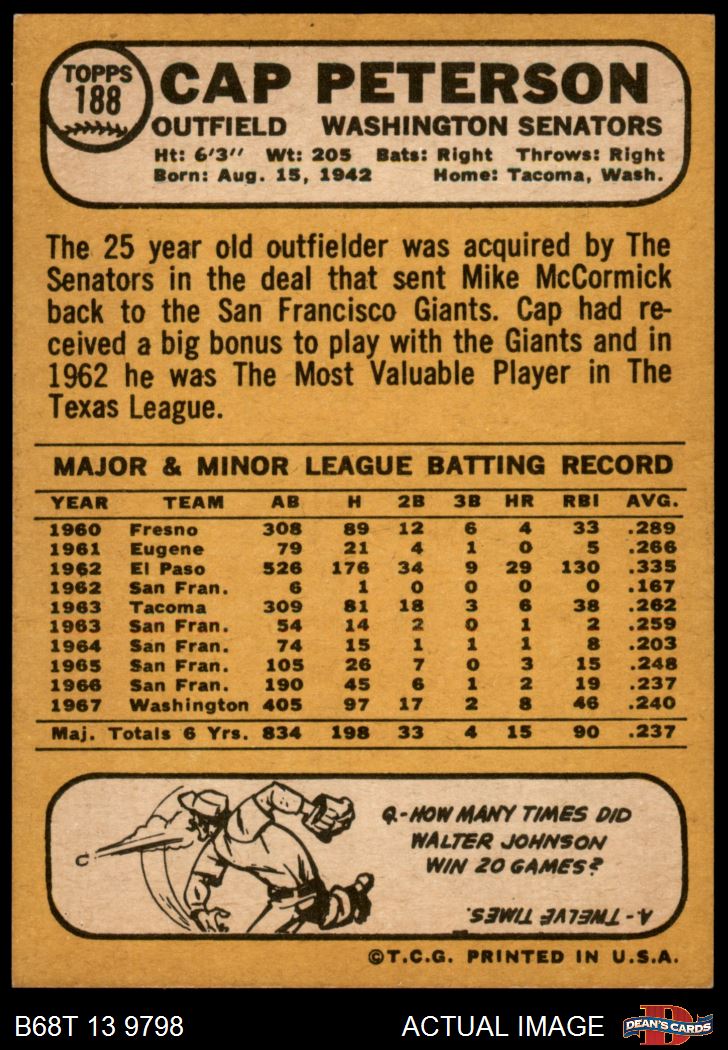 TOPPS
188
CAP PETERSON
OUTFIELD WASHINGTON SENATORS
Ht: 6'3" Wt: 205 Bats: Right Throws: Right
Born: Aug. 15, 1942 Home: Tacoma, Wash.
The 25 year old outfielder was acquired by The
Senators in the deal that sent Mike McCormick
back to the San Francisco Giants. Cap had re-
ceived a big bonus to play with the Giants and in
1962 he was The Most Valuable Player in The
Texas League.
MAJOR & MINOR LEAGUE BATTING RECORD
YEAR TEAM AB H 2B 3B HR RBI AVG.
1960 Fresno 308 89 12 6 4 33 .289
1961 Eugene 79 21 4 1 0 5 .266
1962 El Paso 526 176 34 9 29 130 .335
1962 San Fran. 6 1 0 0 0 0 .167
1963 Tacoma 309 81 18 3 6 38 .262
1963 San Fran. 54 14 2 0 1 2 .259
1964 San Fran. 74 15 1 1 1 8 .203
1965 San Fran. 105 26 7 0 3 15 .248
1966 San Fran. 190 45 6 1 2 19 .237
1967 Washington 405 97 17 2 8 46 .240
Maj. Totals 6 Yrs. 834 198 33 4 15 90 .237
Q.-HOW MANY TIMES DID
WALTER JOHNSON
WIN 20 GAMES?
A-TWELVE TIMES.
©T.C.G. PRINTED IN U.S.A.
B68T 13 9798 ACTUAL IMAGE
D
DEAN'S CARDS